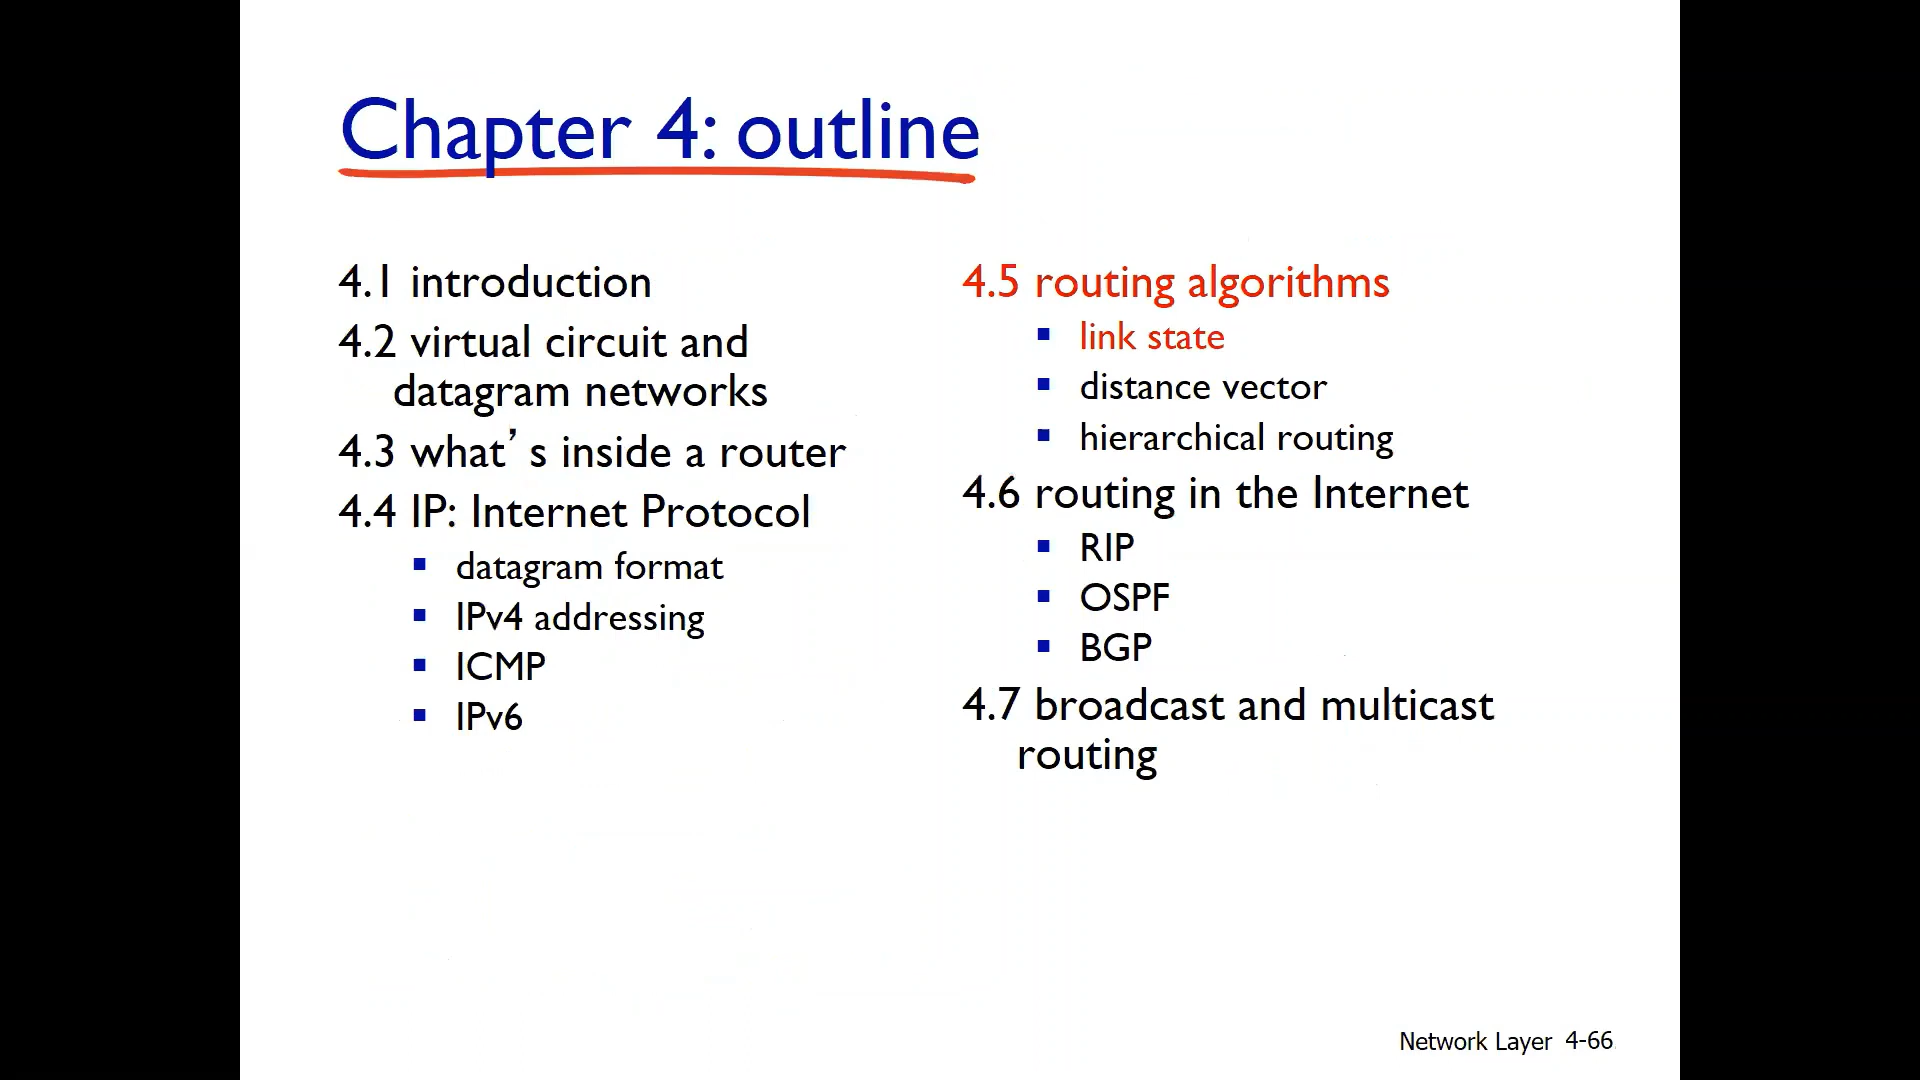 Chapter 4: outline
4.1 introduction
4.2 virtual circuit and
datagram networks
4.3 what’s inside a router
4.4 IP: Internet Protocol
▪ datagram format
▪ IPv4 addressing
▪ ICMP
▪ IPv6
4.5 routing algorithms
▪ link state
▪ distance vector
▪ hierarchical routing
4.6 routing in the Internet
▪ RIP
▪ OSPF
▪ BGP
4.7 broadcast and multicast
routing
Network Layer 4-66